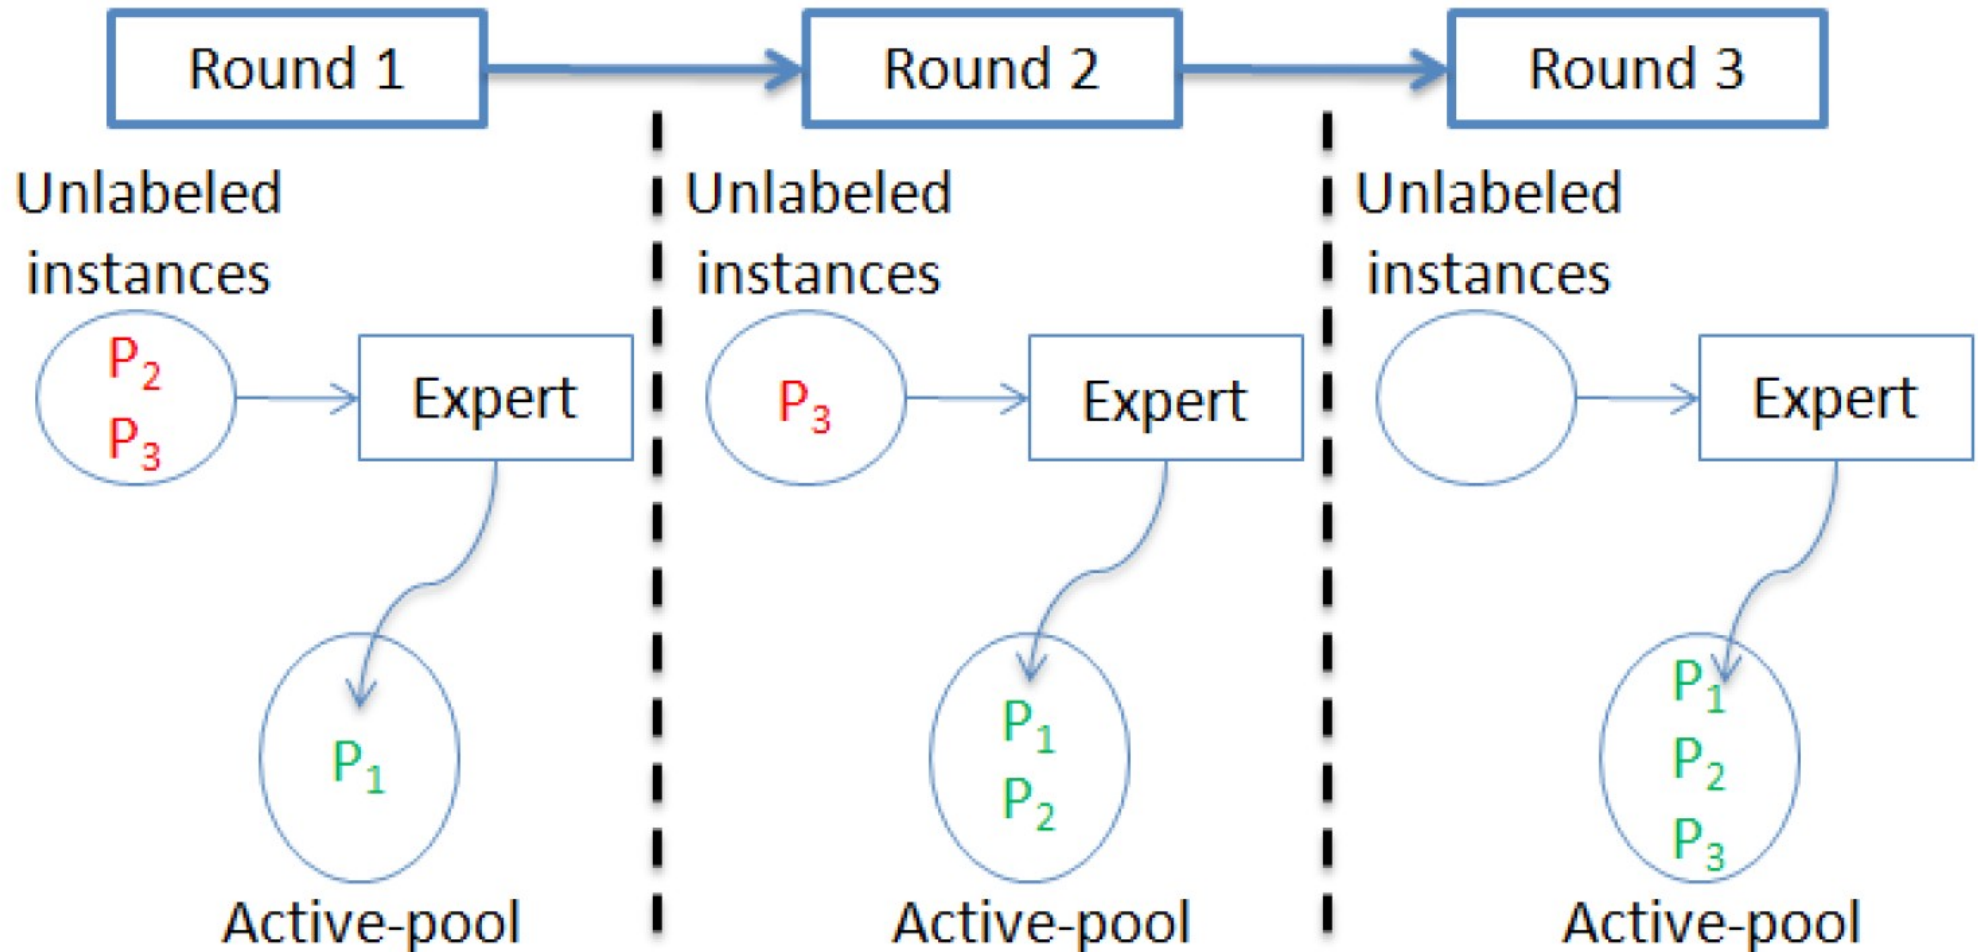 Round 1
Round 2
Round 3
Unlabeled
instances
P₂
P₃
Expert
P₁
Active-pool
Unlabeled
instances
P₃
Expert
P₁
P₂
Active-pool
Unlabeled
instances
Expert
P₁
P₂
P₃
Active-pool